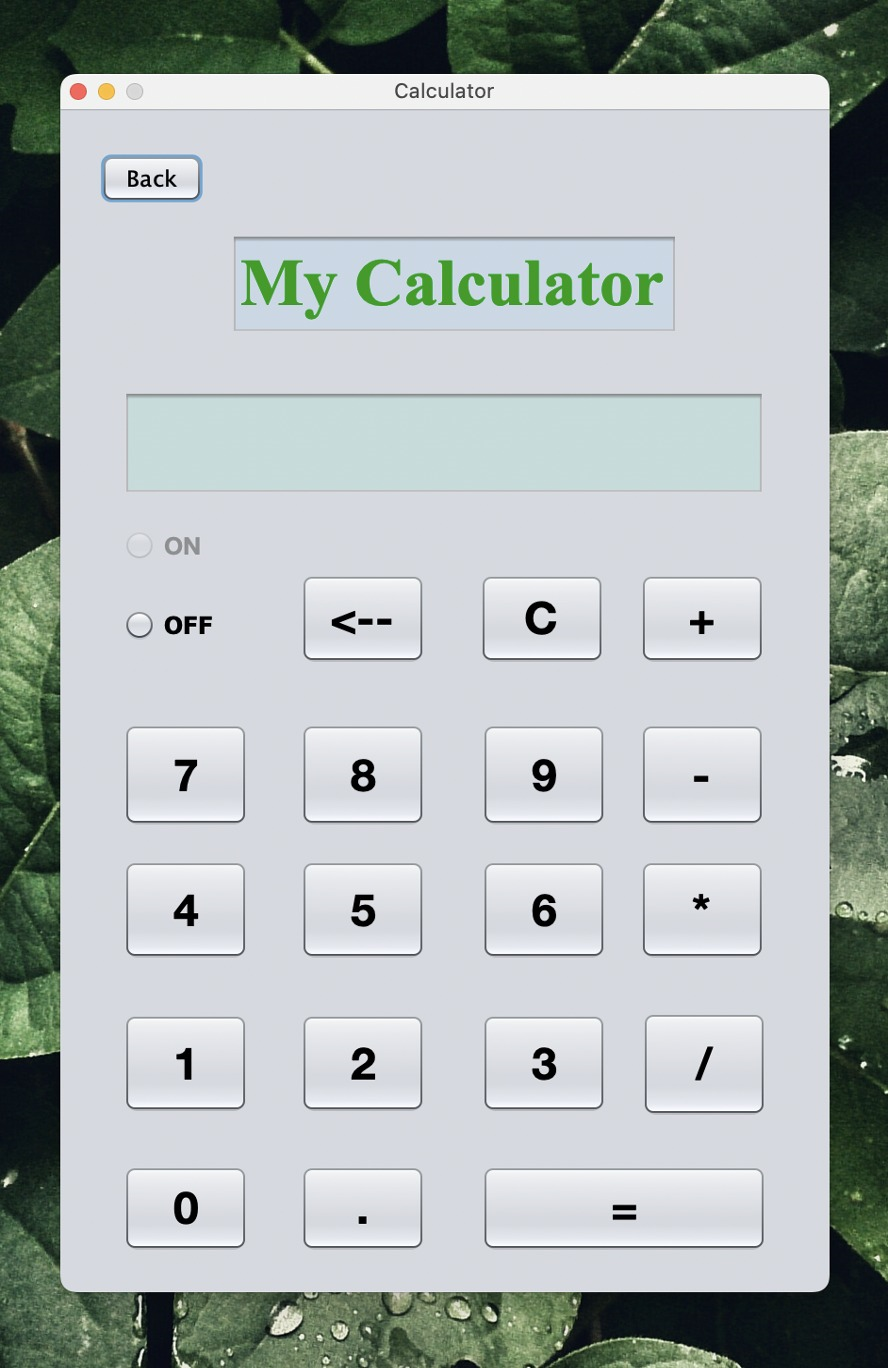 Calculator
Back
My Calculator
ON
OFF
<--
C
+
7
8
9
-
4
5
6
*
1
2
3
/
0
.
=